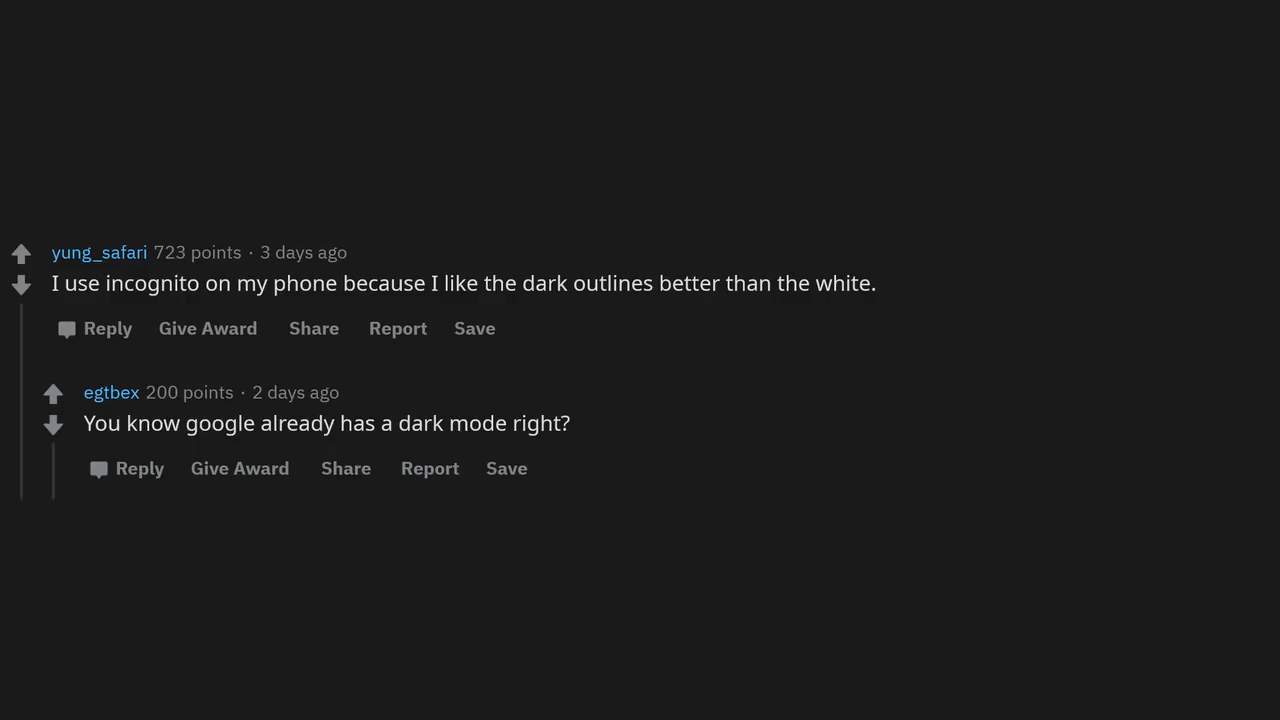 yung_safari 723 points · 3 days ago
I use incognito on my phone because I like the dark outlines better than the white.
Reply Give Award Share Report Save
egtbex 200 points · 2 days ago
You know google already has a dark mode right?
Reply Give Award Share Report Save